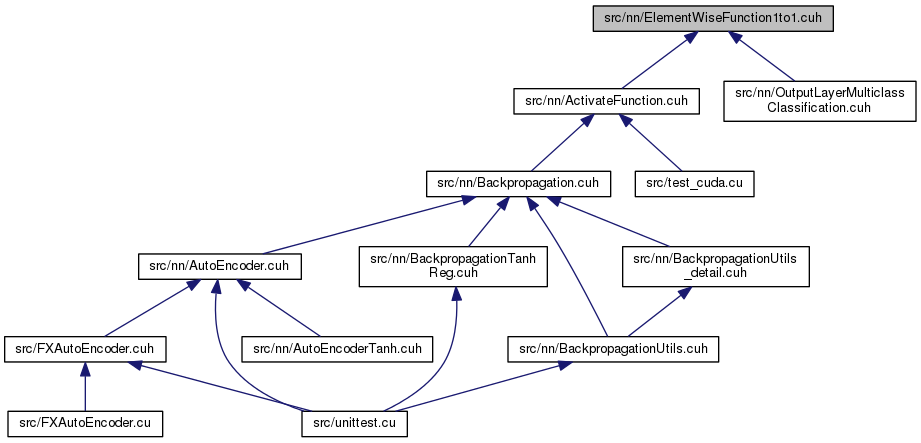 src/nn/ElementWiseFunction1to1.cuh
src/nn/ActivateFunction.cuh
src/nn/OutputLayerMulticlass
Classification.cuh
src/nn/Backpropagation.cuh
src/test_cuda.cu
src/nn/AutoEncoder.cuh
src/nn/BackpropagationTanh
Reg.cuh
src/nn/BackpropagationUtils
_detail.cuh
src/FXAutoEncoder.cuh
src/nn/AutoEncoderTanh.cuh
src/nn/BackpropagationUtils.cuh
src/FXAutoEncoder.cu
src/unittest.cu